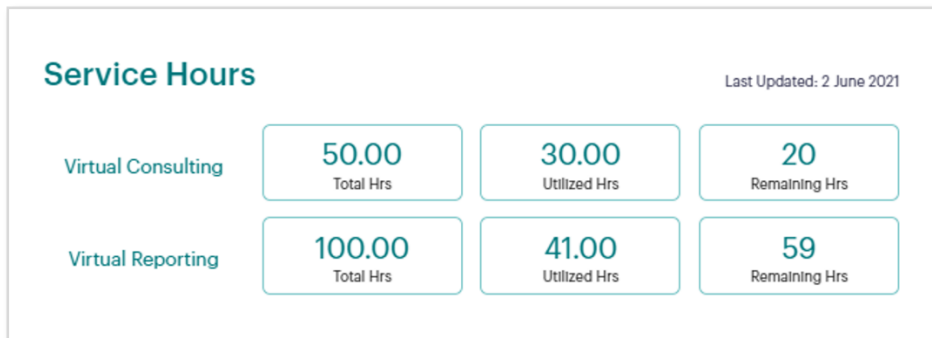 Service Hours
Last Updated: 2 June 2021
Virtual Consulting
50.00
Total Hrs
30.00
Utilized Hrs
20
Remaining Hrs
Virtual Reporting
100.00
Total Hrs
41.00
Utilized Hrs
59
Remaining Hrs